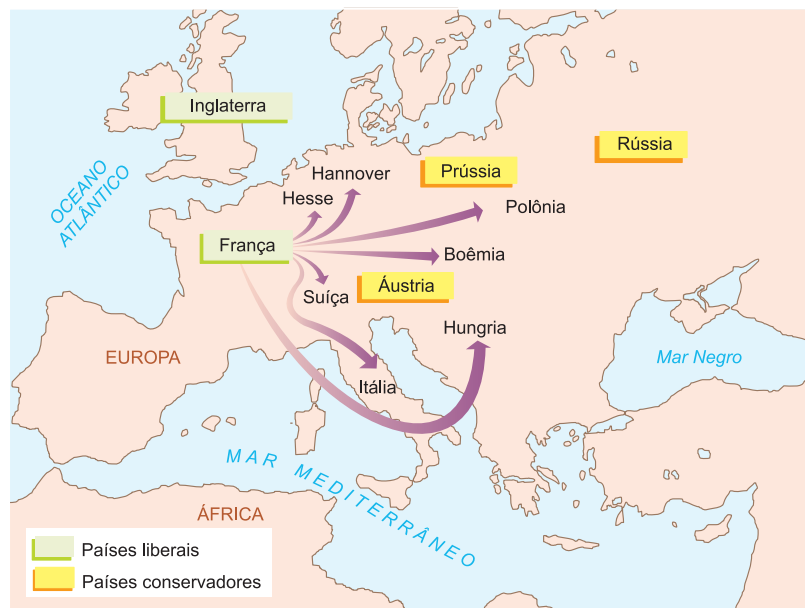 Inglaterra
Rússia
Prússia
Hannover
Hesse
OCEANO
ATLÂNTICO
Polônia
França
Boêmia
Áustria
Suíça
Hungria
EUROPA
Mar Negro
Itália
MAR MEDITERRÂNEO
ÁFRICA
Países liberais
Países conservadores